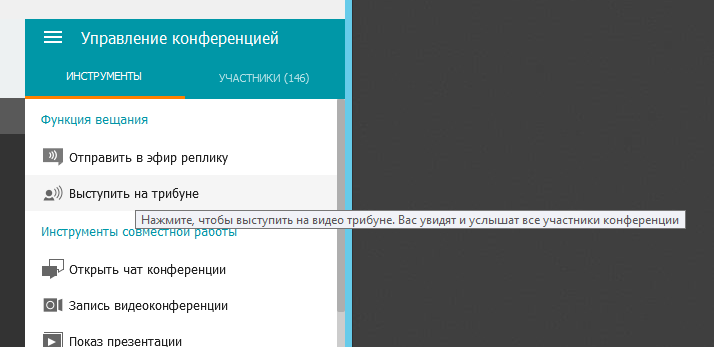 Управление конференцией
ИНСТРУМЕНТЫ
УЧАСТНИКИ (146)
Функция вещания
Отправить в эфир реплику
Выступить на трибуне
Нажмите, чтобы выступить на видео трибуне. Вас увидят и услышат все участники конференции
Инструменты совместной работы
Открыть чат конференции
Запись видеоконференции
Показ презентации